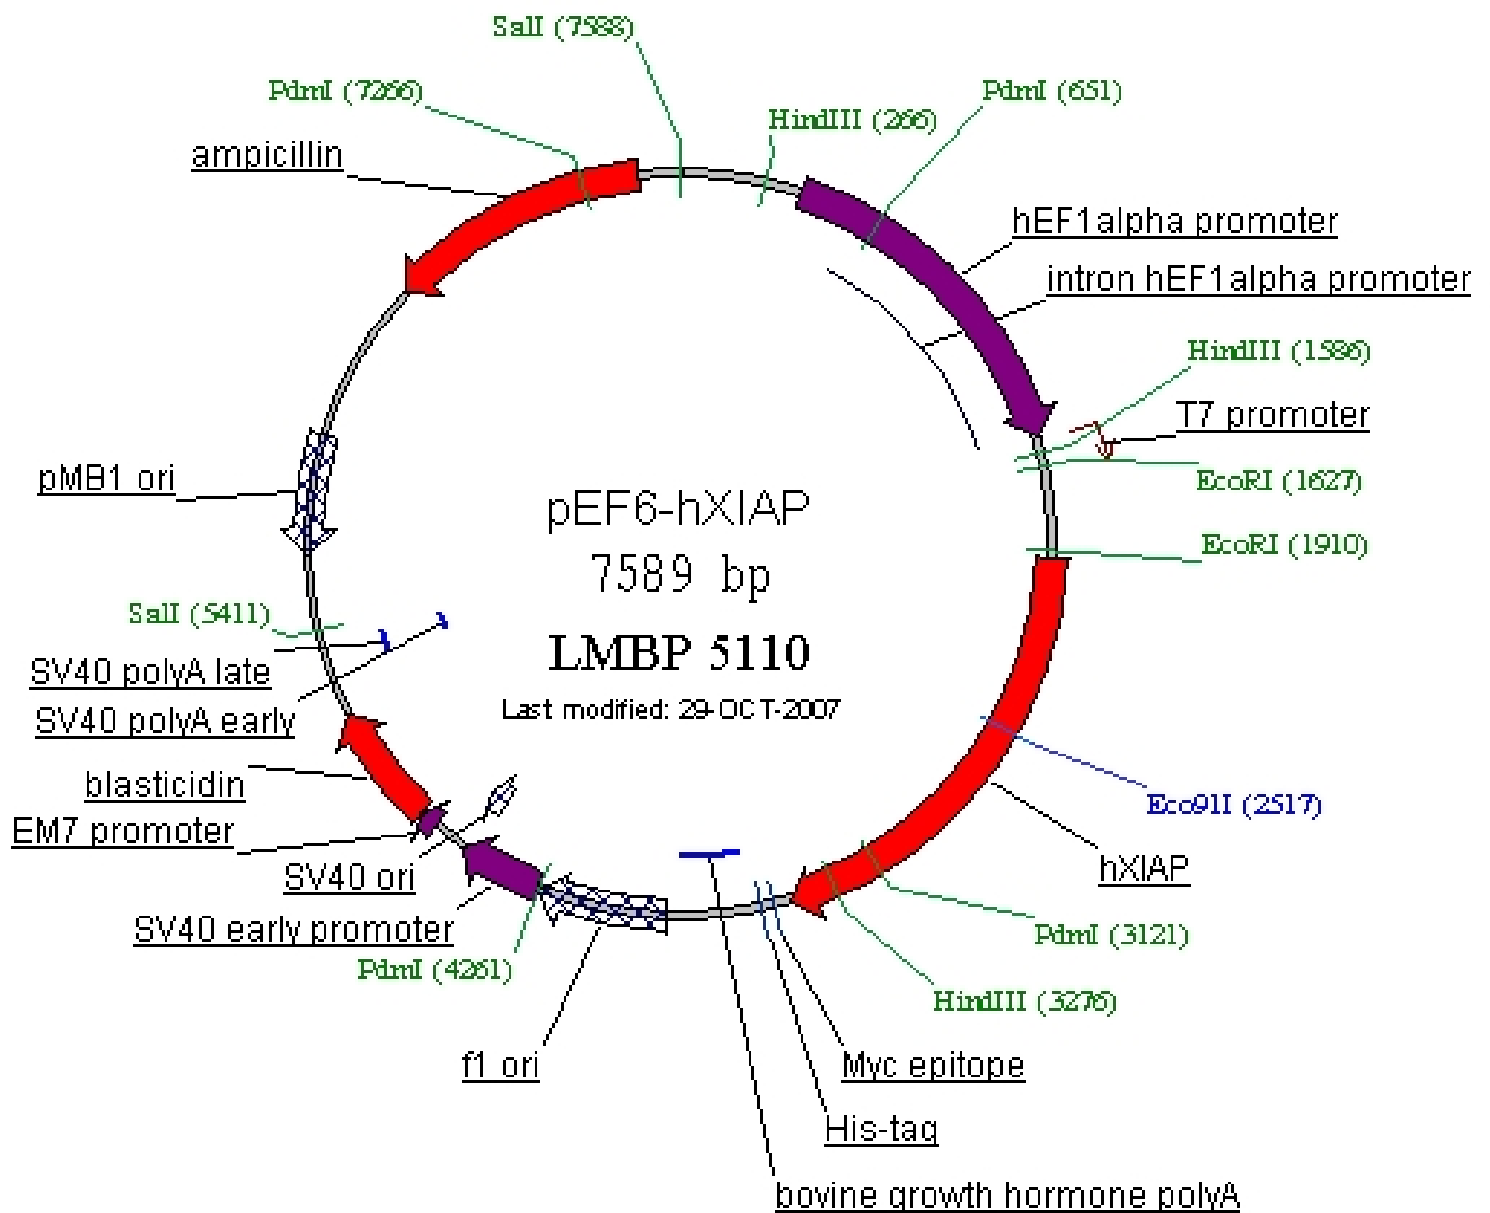 SalI (7588)
PdmI (7266)
PdmI (651)
HindIII (266)
ampicillin
hEF1alpha promoter
intron hEF1alpha promoter
HindIII (1586)
T7 promoter
pMB1 ori
EcoRI (1627)
pEF6-hXIAP
EcoRI (1910)
7589 bp
SalI (5411)
LMBP 5110
SV40 polyA late
SV40 polyA early
Last modified: 29-OCT-2007
blasticidin
Eco91I (2517)
EM7 promoter
hXIAP
SV40 ori
SV40 early promoter
PdmI (3121)
PdmI (4261)
HindIII (3276)
f1 ori
Myc epitope
His-tag
bovine growth hormone polyA